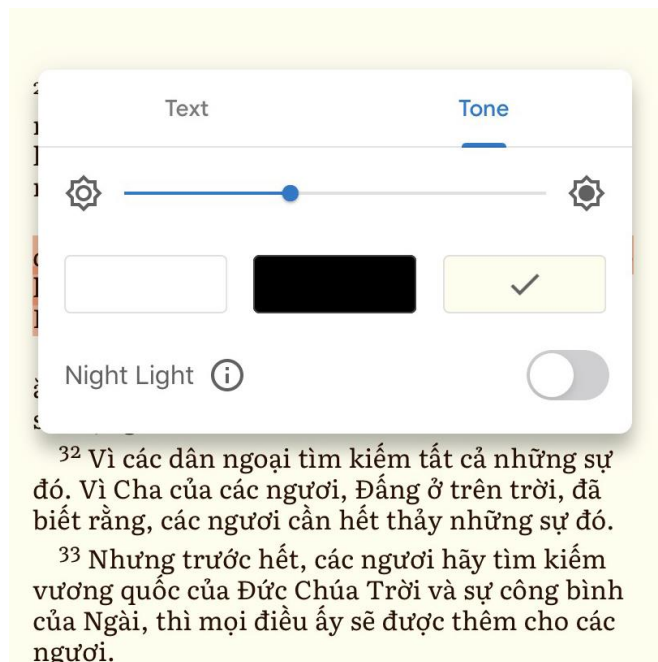 Text Tone
Night Light
32 Vì các dân ngoại tìm kiếm tất cả những sự
đó. Vì Cha của các ngươi, Đấng ở trên trời, đã
biết rằng, các ngươi cần hết thảy những sự đó.
33 Nhưng trước hết, các ngươi hãy tìm kiếm
vương quốc của Đức Chúa Trời và sự công bình
của Ngài, thì mọi điều ấy sẽ được thêm cho các
ngươi.